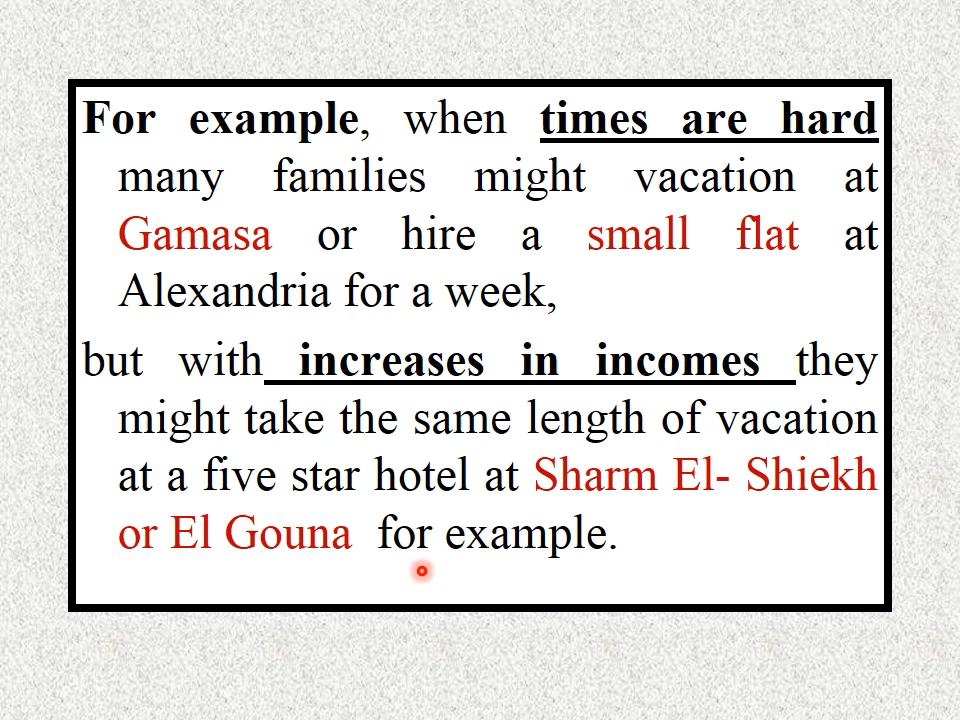 For example, when times are hard
many families might vacation at
Gamasa or hire a small flat at
Alexandria for a week,
but with increases in incomes they
might take the same length of vacation
at a five star hotel at Sharm El- Shiekh
or El Gouna for example.